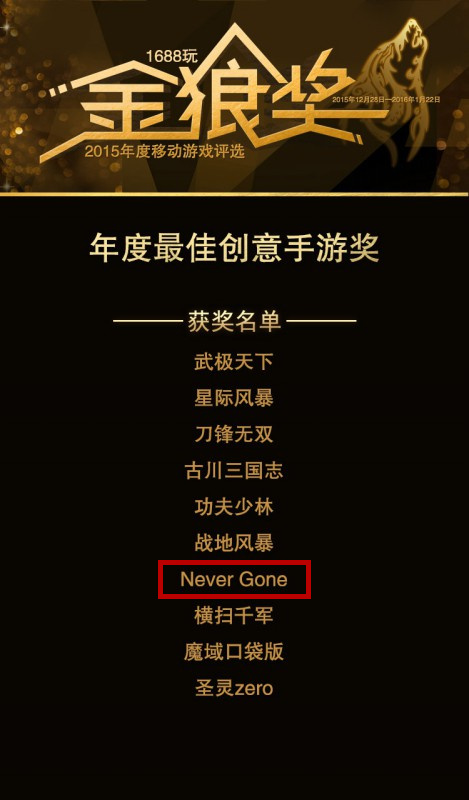 1688玩
金狼奖
2015年12月28日—2016年1月22日
2015年度移动游戏评选
年度最佳创意手游奖
获奖名单
武极天下
星际风暴
刀锋无双
古川三国志
功夫少林
战地风暴
Never Gone
横扫千军
魔域口袋版
圣灵zero